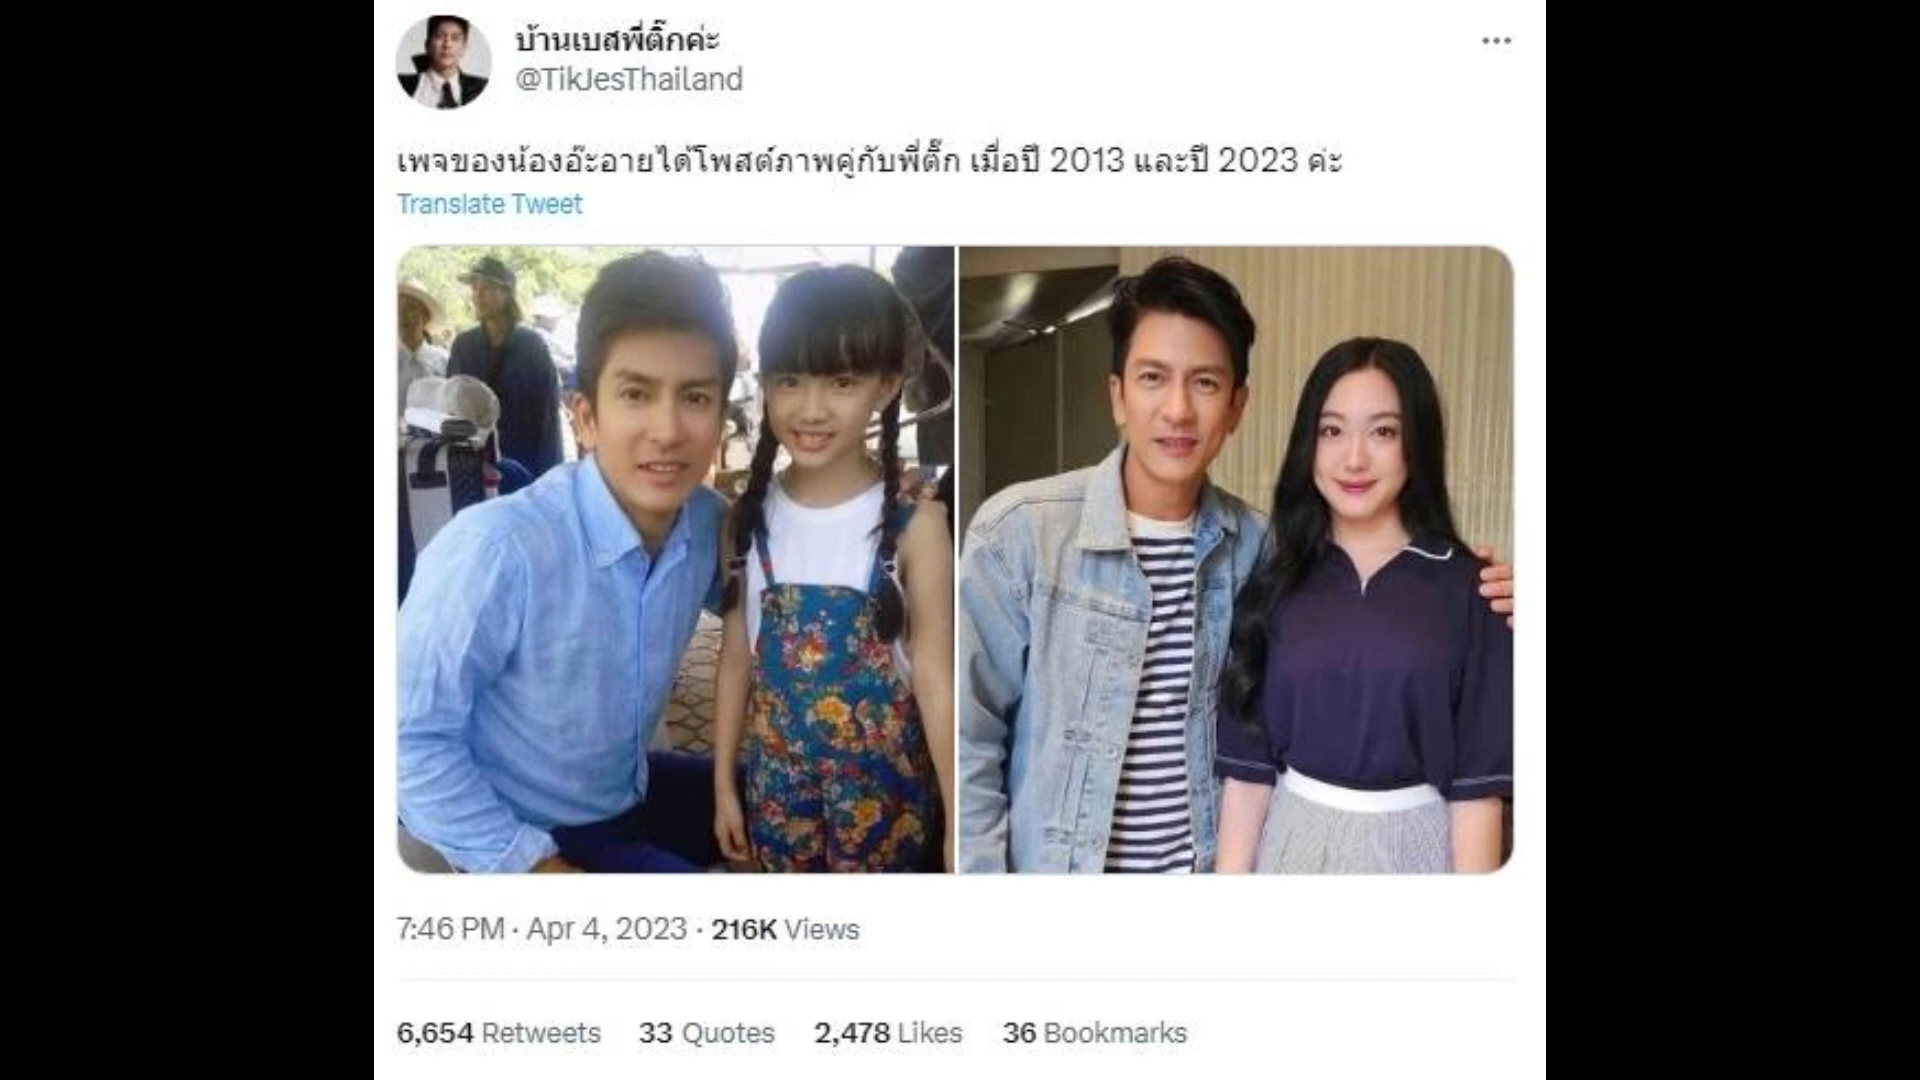 บ้านเบสพี่ติ๊กค่ะ
@TikJesThailand
เพจของน้องอ๊ะอายได้โพสต์ภาพคู่กับพี่ติ๊ก เมื่อปี 2013 และปี 2023 ค่ะ
Translate Tweet
7:46 PM · Apr 4, 2023 · 216K Views
6,654 Retweets 33 Quotes 2,478 Likes 36 Bookmarks